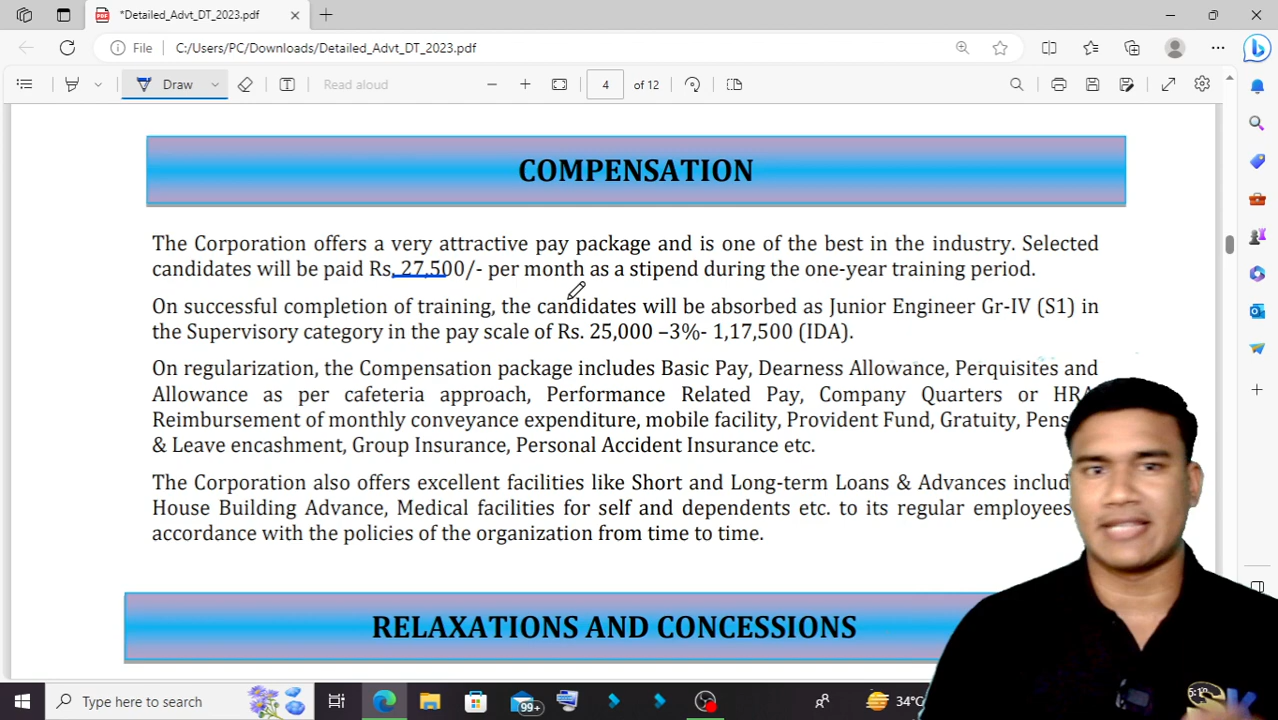 *Detailed_Advt_DT_2023.pdf
File C:/Users/PC/Downloads/Detailed_Advt_DT_2023.pdf
Draw Read aloud 4 of 12
COMPENSATION
The Corporation offers a very attractive pay package and is one of the best in the industry. Selected
candidates will be paid Rs. 27,500/- per month as a stipend during the one-year training period.
On successful completion of training, the candidates will be absorbed as Junior Engineer Gr-IV (S1) in
the Supervisory category in the pay scale of Rs. 25,000 –3%- 1,17,500 (IDA).
On regularization, the Compensation package includes Basic Pay, Dearness Allowance, Perquisites and
Allowance as per cafeteria approach, Performance Related Pay, Company Quarters or HRA
Reimbursement of monthly conveyance expenditure, mobile facility, Provident Fund, Gratuity, Pens
& Leave encashment, Group Insurance, Personal Accident Insurance etc.
The Corporation also offers excellent facilities like Short and Long-term Loans & Advances includ
House Building Advance, Medical facilities for self and dependents etc. to its regular employees
accordance with the policies of the organization from time to time.
RELAXATIONS AND CONCESSIONS
Type here to search 99+ 34°